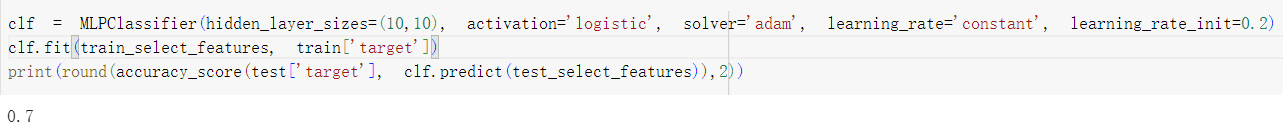 clf = MLPClassifier(hidden_layer_sizes=(10,10), activation='logistic', solver='adam', learning_rate='constant', learning_rate_init=0.2)
clf.fit(train_select_features, train['target'])
print(round(accuracy_score(test['target'], clf.predict(test_select_features)),2))
0.7